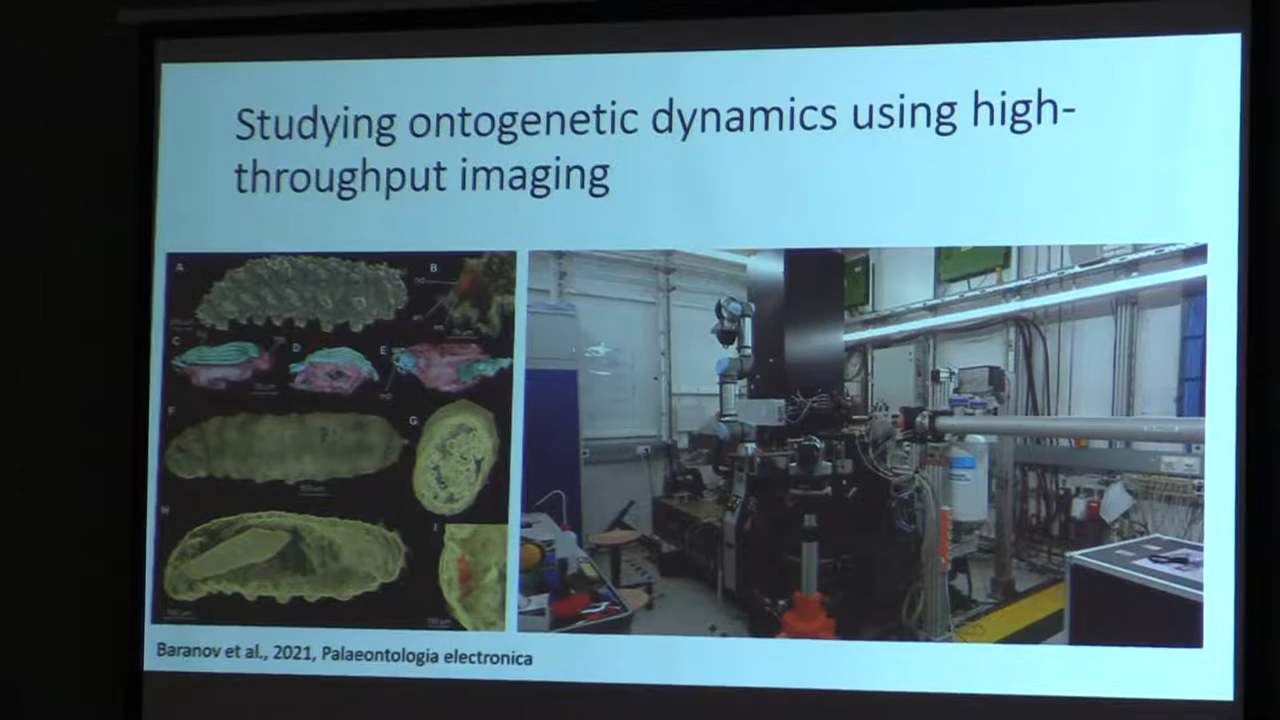 Studying ontogenetic dynamics using high-
throughput imaging
A
B
C
D
E
F
G
H
I
Baranov et al., 2021, Palaeontologia electronica